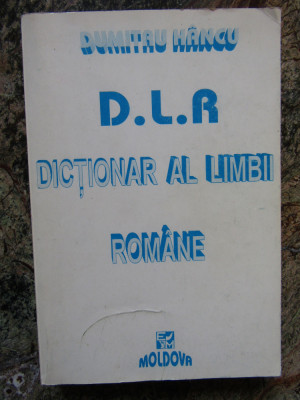 DUMITRU HÂNCU
D.L.R
DICȚIONAR AL LIMBII
ROMÂNE
MOLDOVA